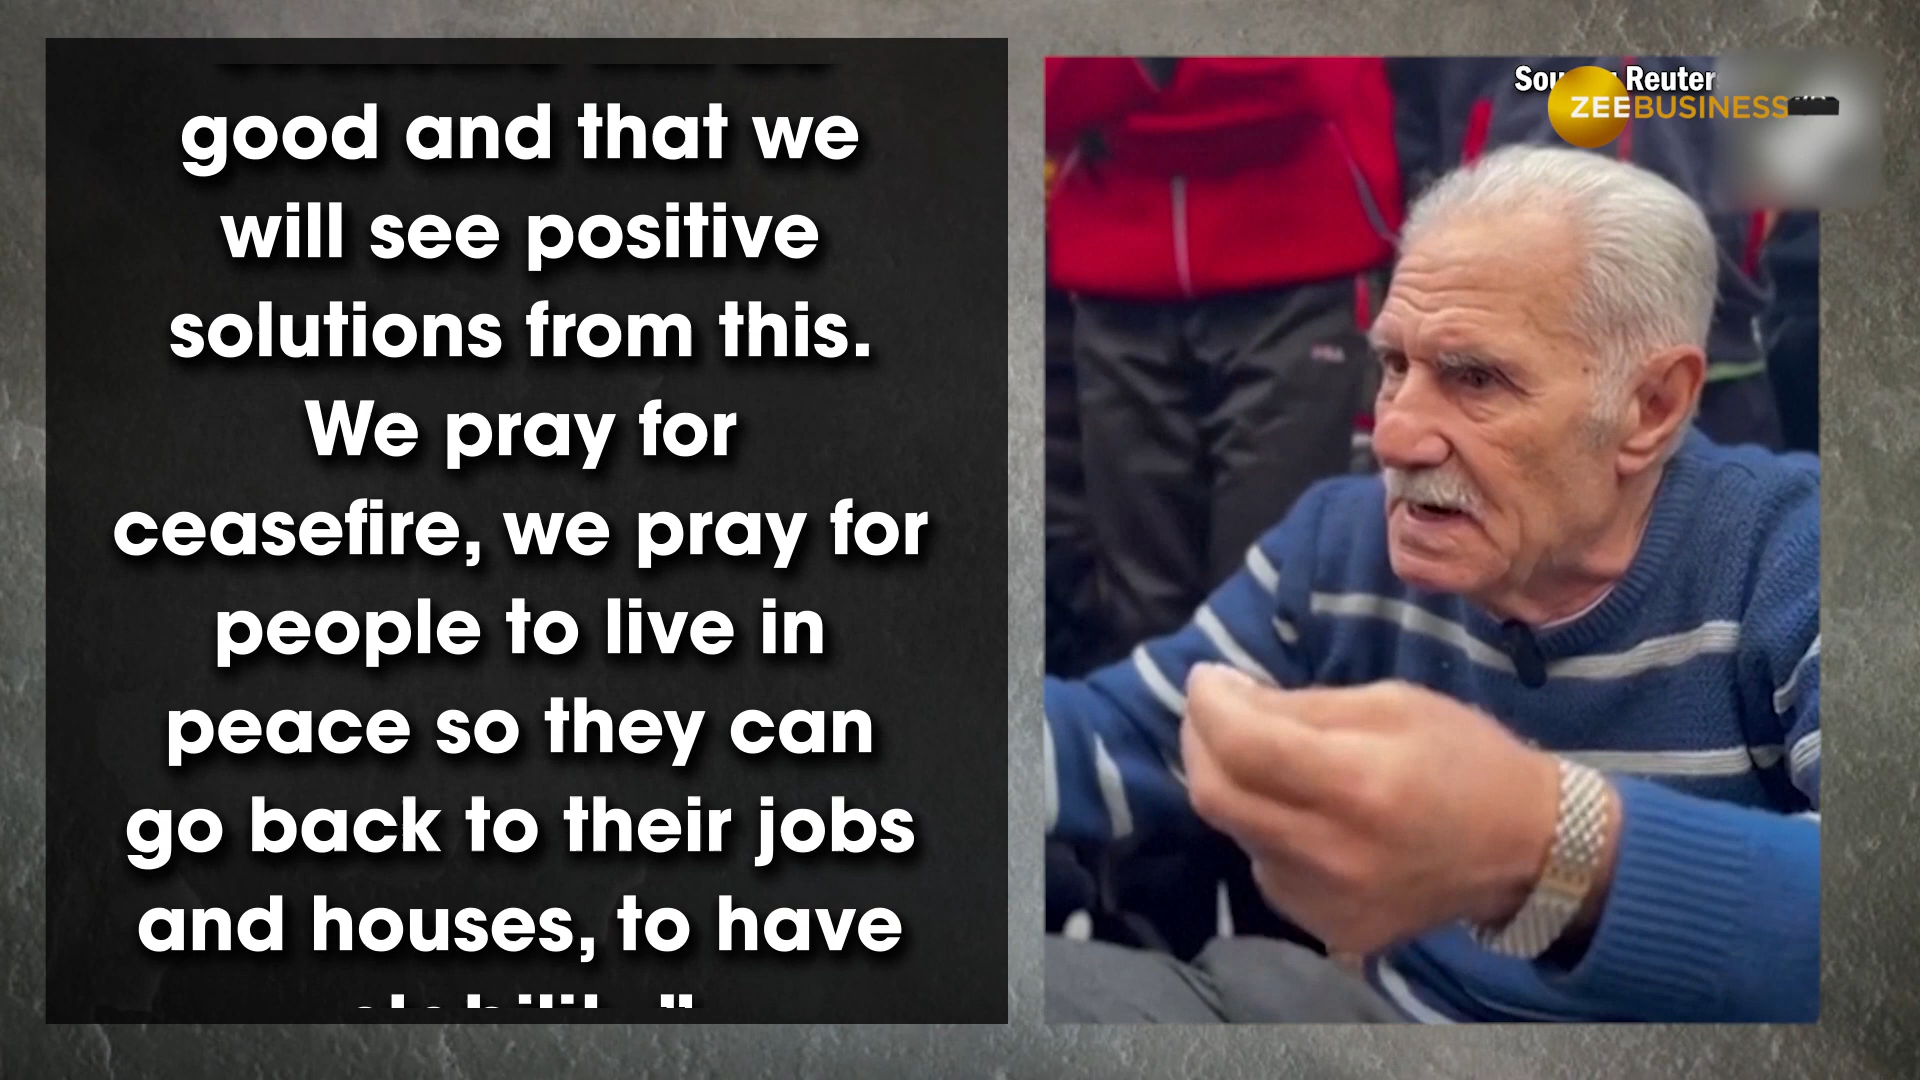 good and that we
will see positive
solutions from this.
We pray for
ceasefire, we pray for
people to live in
peace so they can
go back to their jobs
and houses, to have
Reuter
ZEEBUSINESS